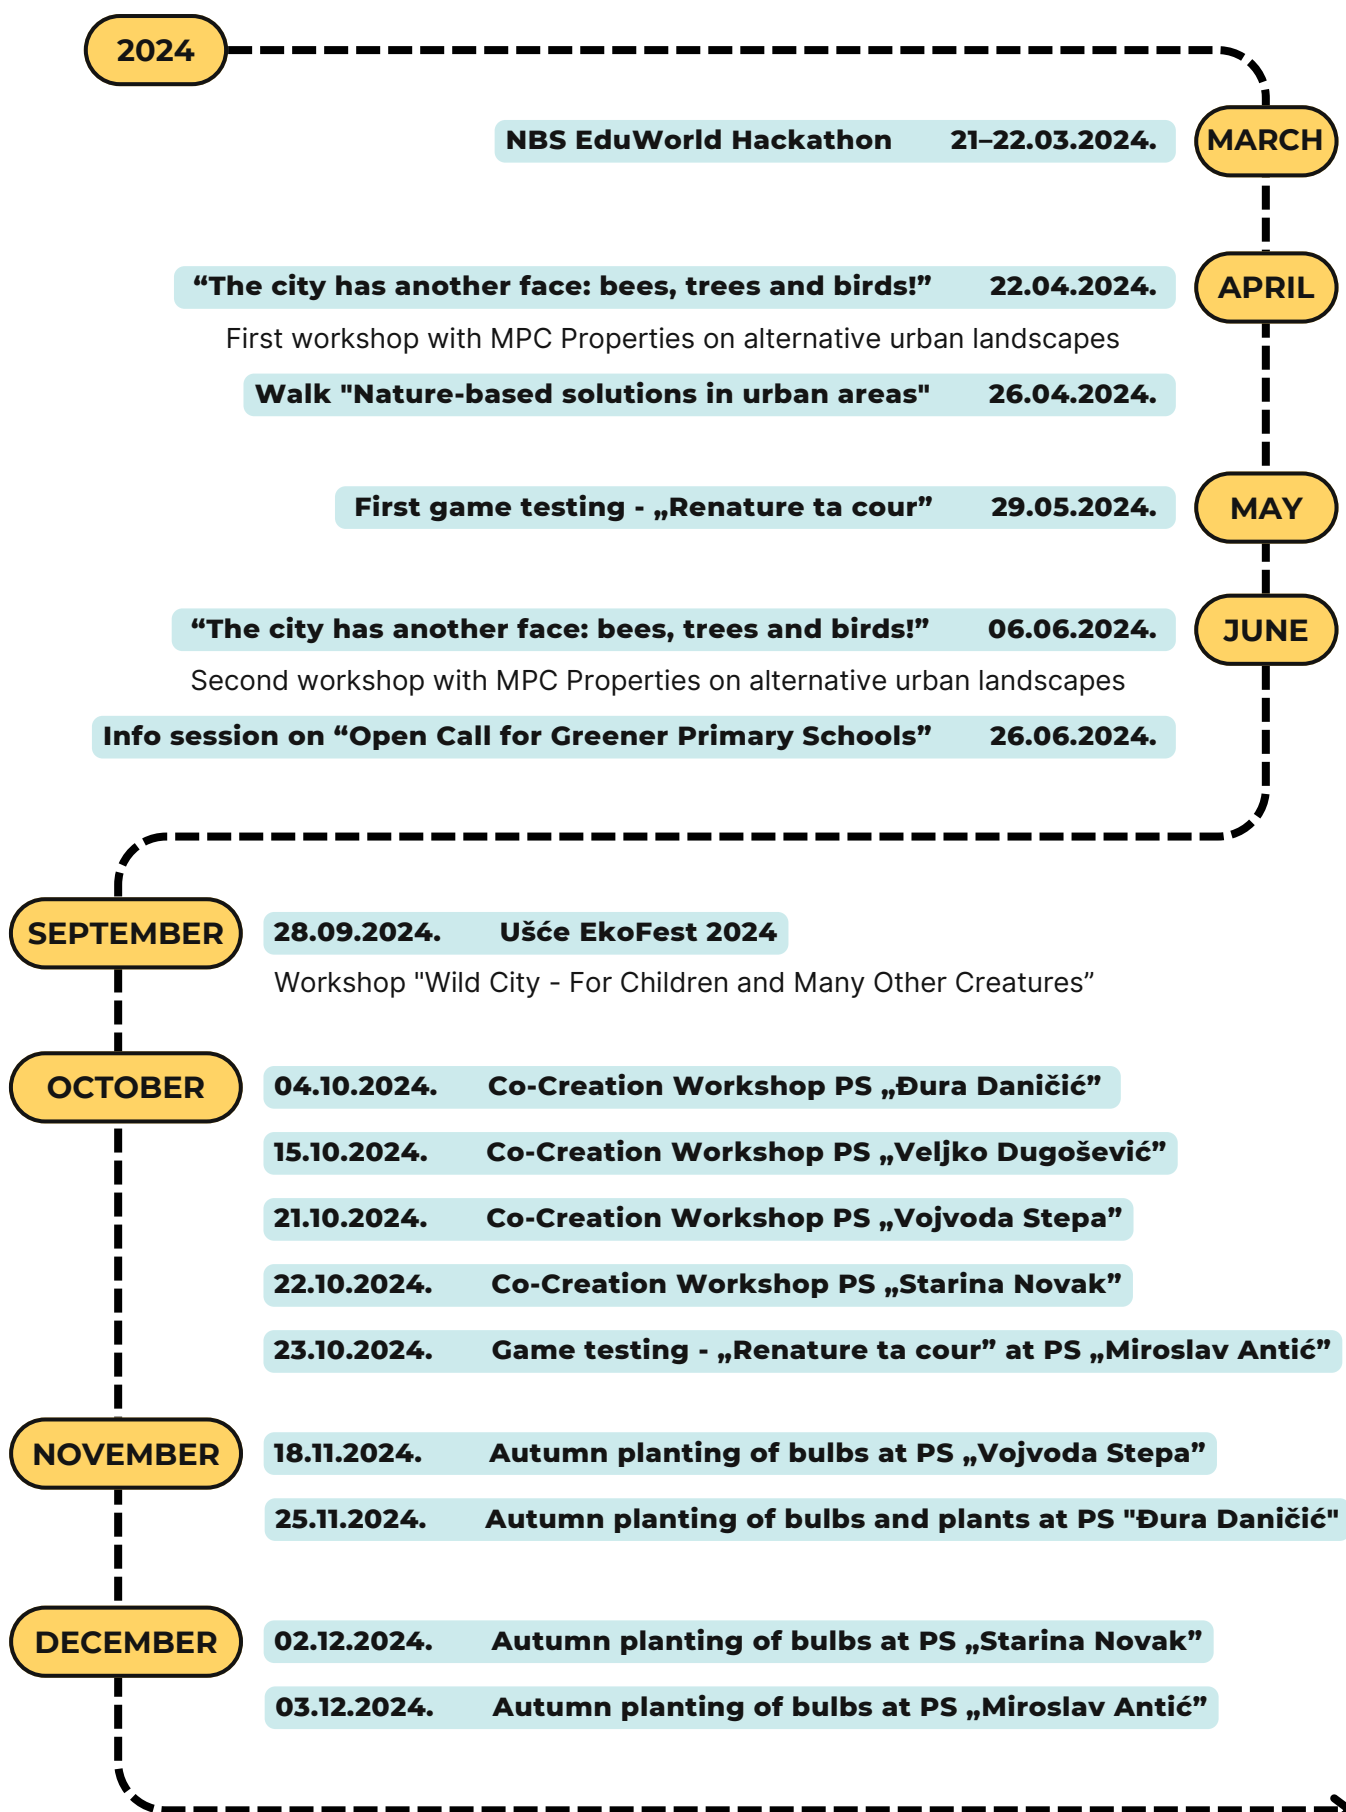 2024
NBS EduWorld Hackathon 21–22.03.2024. MARCH
“The city has another face: bees, trees and birds!” 22.04.2024. APRIL
First workshop with MPC Properties on alternative urban landscapes
Walk "Nature-based solutions in urban areas" 26.04.2024.
First game testing - „Renature ta cour” 29.05.2024. MAY
“The city has another face: bees, trees and birds!” 06.06.2024. JUNE
Second workshop with MPC Properties on alternative urban landscapes
Info session on “Open Call for Greener Primary Schools” 26.06.2024.
SEPTEMBER 28.09.2024. Ušće EkoFest 2024
Workshop "Wild City - For Children and Many Other Creatures”
OCTOBER 04.10.2024. Co-Creation Workshop PS „Đura Daničić”
15.10.2024. Co-Creation Workshop PS „Veljko Dugošević”
21.10.2024. Co-Creation Workshop PS „Vojvoda Stepa”
22.10.2024. Co-Creation Workshop PS „Starina Novak”
23.10.2024. Game testing - „Renature ta cour” at PS „Miroslav Antić”
NOVEMBER 18.11.2024. Autumn planting of bulbs at PS „Vojvoda Stepa”
25.11.2024. Autumn planting of bulbs and plants at PS "Đura Daničić"
DECEMBER 02.12.2024. Autumn planting of bulbs at PS „Starina Novak”
03.12.2024. Autumn planting of bulbs at PS „Miroslav Antić”